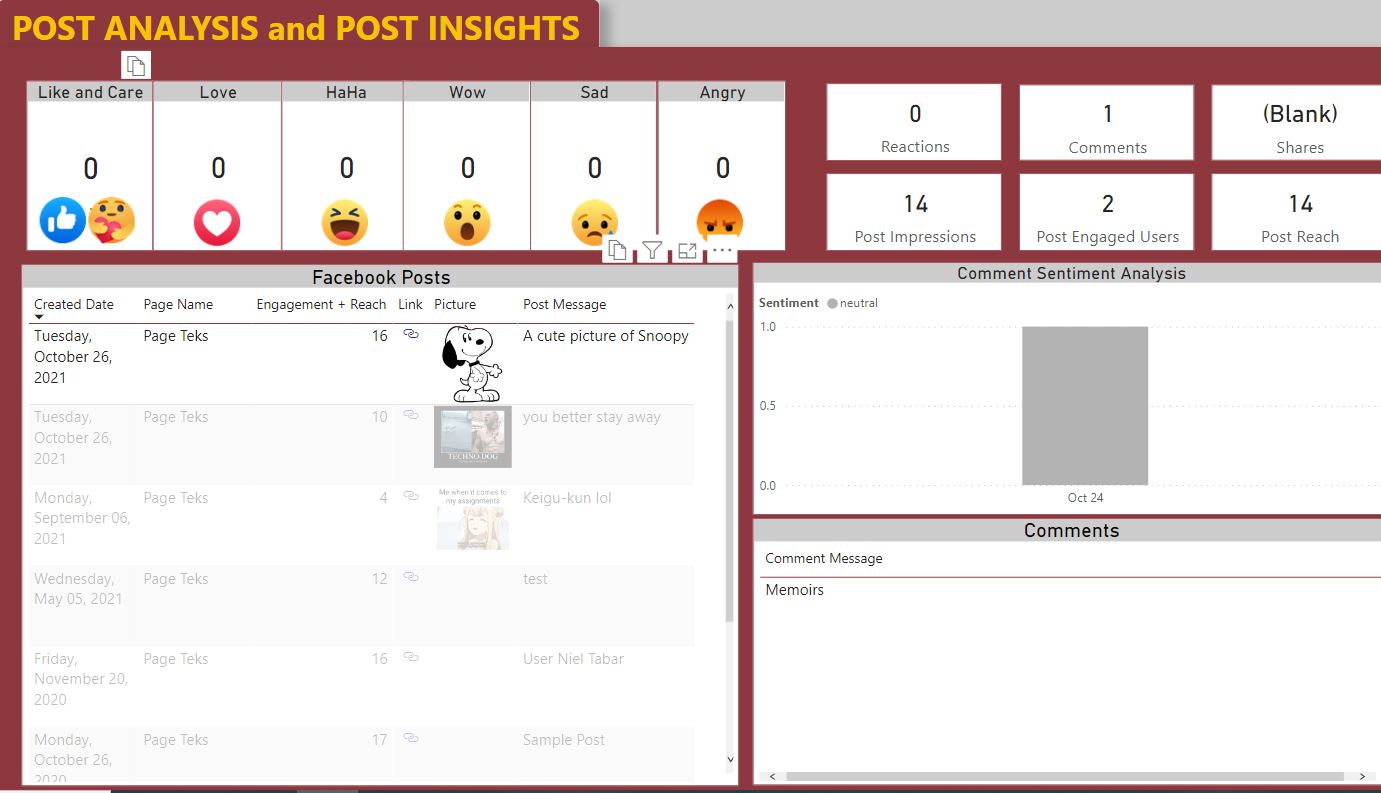 POST ANALYSIS and POST INSIGHTS
Like and Care
Love
HaHa
Wow
Sad
Angry
0
0
0
0
0
0
0
Reactions
1
Comments
(Blank)
Shares
14
Post Impressions
2
Post Engaged Users
14
Post Reach
Facebook Posts
Created Date
Page Name
Engagement + Reach
Link
Picture
Post Message
Tuesday,
October 26,
2021
Page Teks
16
A cute picture of Snoopy
Tuesday,
October 26,
2021
Page Teks
10
TECHNO DOG
you better stay away
Monday,
September 06,
2021
Page Teks
4
Me when it comes to
my assignments
Keigu-kun lol
Wednesday,
May 05, 2021
Page Teks
12
test
Friday,
November 20,
2020
Page Teks
16
User Niel Tabar
Monday,
October 26,
2020
Page Teks
17
Sample Post
Comment Sentiment Analysis
Sentiment neutral
1.0
0.5
0.0
Oct 24
Comments
Comment Message
Memoirs